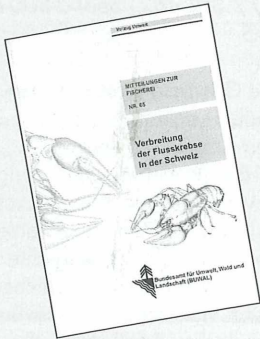 Vollzug Umwelt
MITTEILUNGEN ZUR
FISCHEREI
NR. 65
Verbreitung
der Flusskrebse
in der Schweiz
Bundesamt für Umwelt, Wald und
Landschaft (BUWAL)